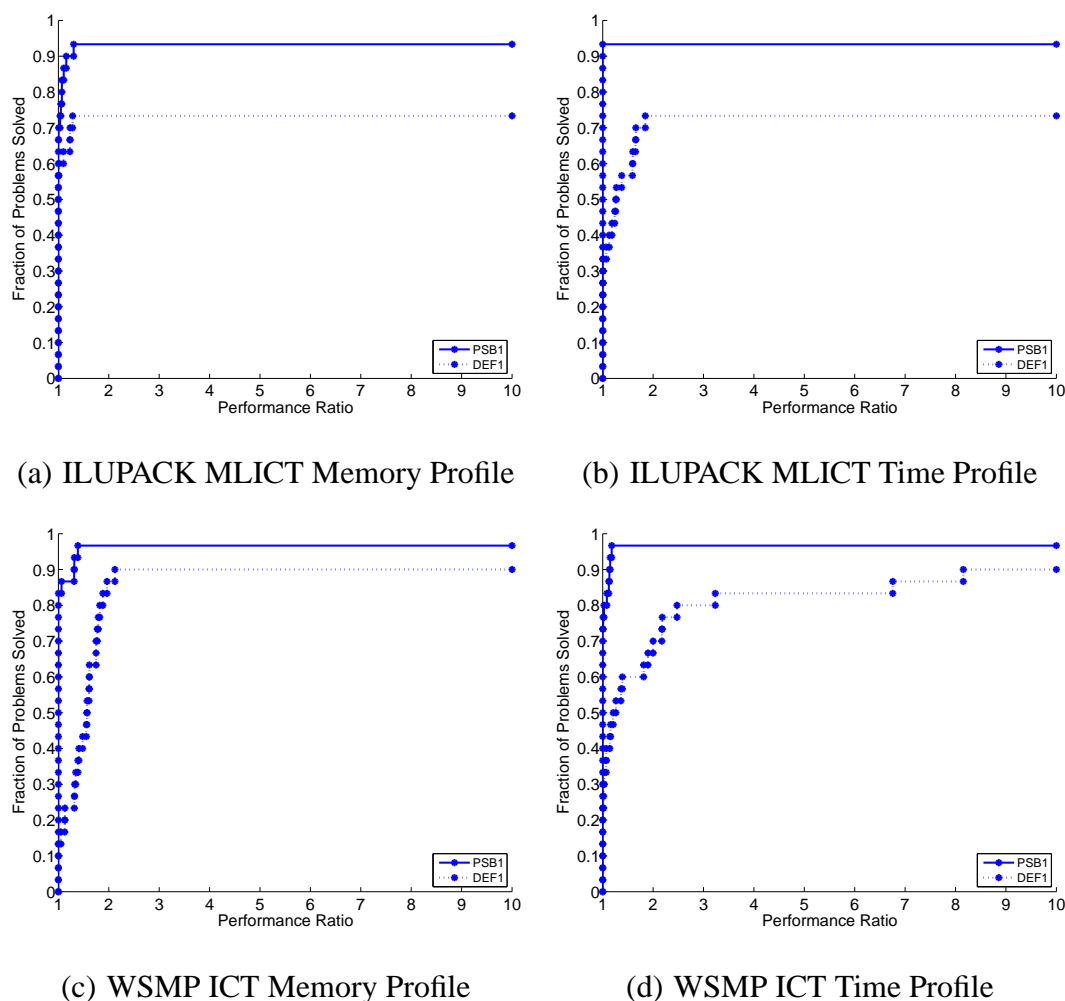 1
0.9
0.8
0.7
0.6
0.5
0.4
0.3
0.2
0.1
0
Fraction of Problems Solved
1 2 3 4 5 6 7 8 9 10
Performance Ratio
PSB1
DEF1
(a) ILUPACK MLICT Memory Profile
1
0.9
0.8
0.7
0.6
0.5
0.4
0.3
0.2
0.1
0
Fraction of Problems Solved
1 2 3 4 5 6 7 8 9 10
Performance Ratio
PSB1
DEF1
(b) ILUPACK MLICT Time Profile
1
0.9
0.8
0.7
0.6
0.5
0.4
0.3
0.2
0.1
0
Fraction of Problems Solved
1 2 3 4 5 6 7 8 9 10
Performance Ratio
PSB1
DEF1
(c) WSMP ICT Memory Profile
1
0.9
0.8
0.7
0.6
0.5
0.4
0.3
0.2
0.1
0
Fraction of Problems Solved
1 2 3 4 5 6 7 8 9 10
Performance Ratio
PSB1
DEF1
(d) WSMP ICT Time Profile